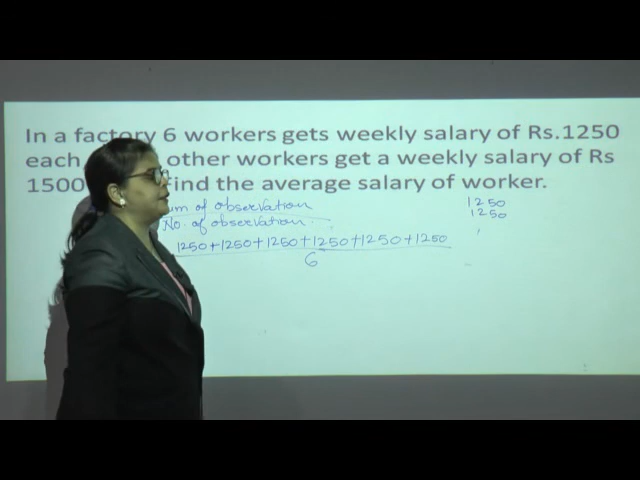 In a factory 6 workers gets weekly salary of Rs.1250
each other workers get a weekly salary of Rs
1500 ind the average salary of worker.
um of observation
No. of observation
1250+1250+1250+1250+1250+1250
6
1250
1250